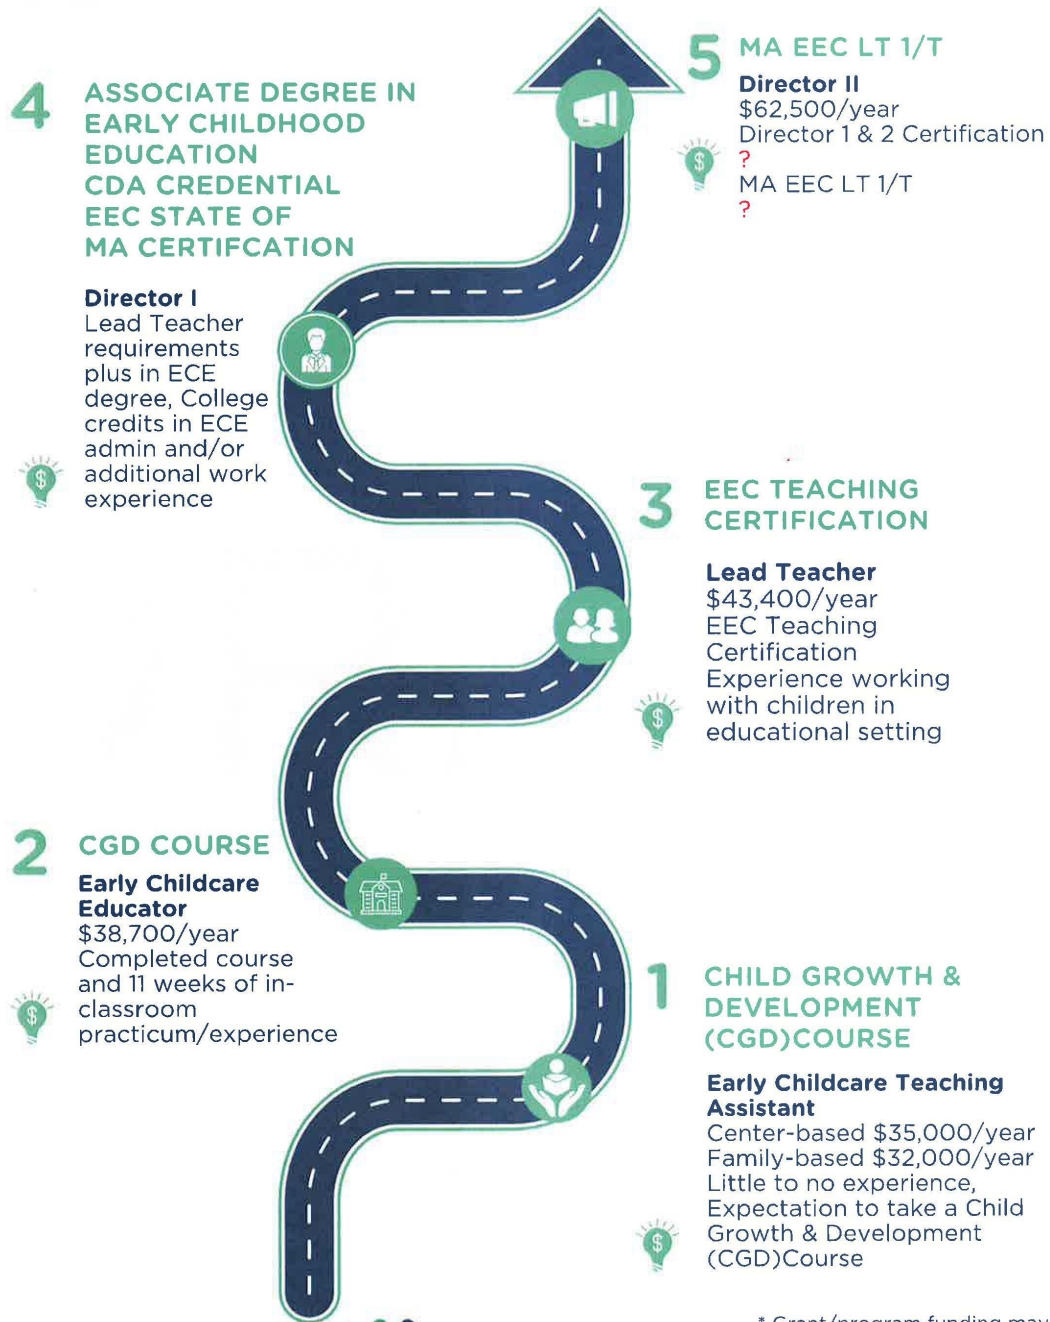 5 MA EEC LT 1/T
Director II
$62,500/year
Director 1 & 2 Certification
?
MA EEC LT 1/T
?
4 ASSOCIATE DEGREE IN
EARLY CHILDHOOD
EDUCATION
CDA CREDENTIAL
EEC STATE OF
MA CERTIFCATION
Director I
Lead Teacher
requirements
plus in ECE
degree, College
credits in ECE
admin and/or
additional work
experience
3 EEC TEACHING
CERTIFICATION
Lead Teacher
$43,400/year
EEC Teaching
Certification
Experience working
with children in
educational setting
2 CGD COURSE
Early Childcare
Educator
$38,700/year
Completed course
and 11 weeks of in-
classroom
practicum/experience
1 CHILD GROWTH &
DEVELOPMENT
(CGD)COURSE
Early Childcare Teaching
Assistant
Center-based $35,000/year
Family-based $32,000/year
Little to no experience,
Expectation to take a Child
Growth & Development
(CGD)Course
* Grant/program funding may